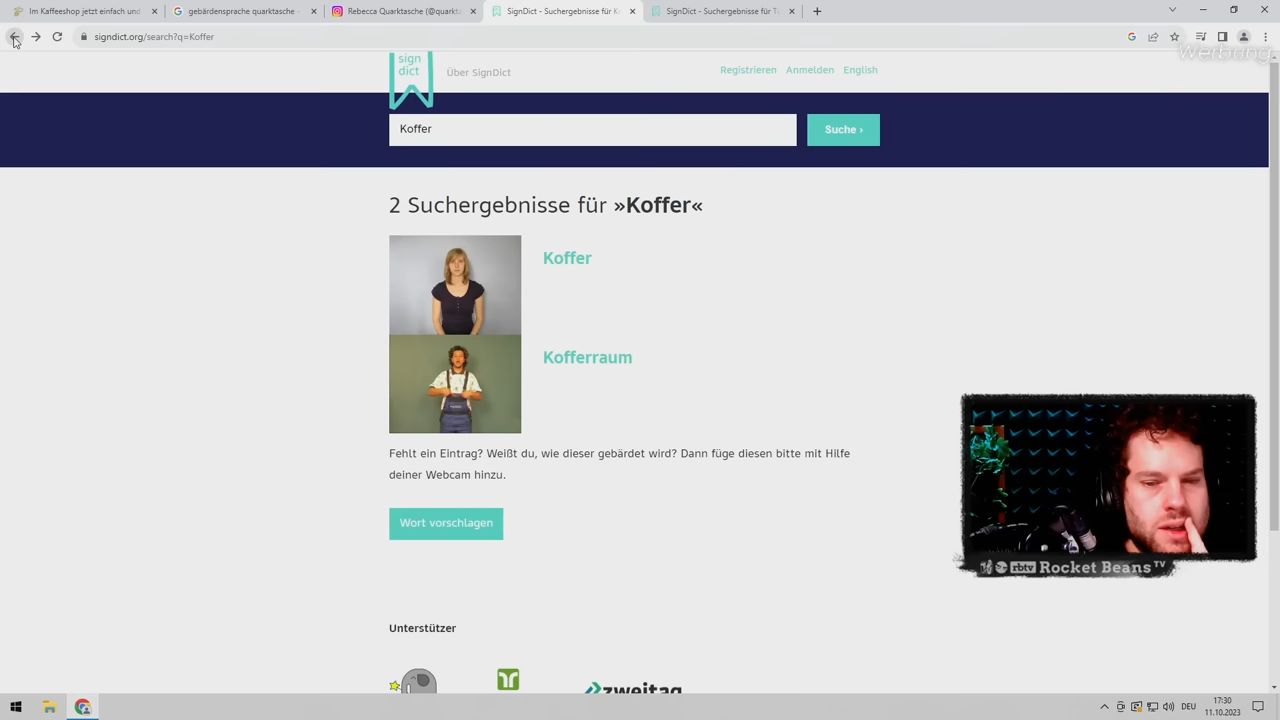 Im Kaffeeshop jetzt einfach und
gebärdensprache quarktasche -
Rebecca (@quarktasche
SignDict - Suchergebnisse für K
SignDict - Suchergebnisse für T
signdict.org/search?q=Koffer
Werbung
sign
dict
Über SignDict
Registrieren
Anmelden
English
Koffer
Suche ›
2 Suchergebnisse für »Koffer«
Koffer
Kofferraum
Fehlt ein Eintrag? Weißt du, wie dieser gebärdet wird? Dann füge diesen bitte mit Hilfe
deiner Webcam hinzu.
Wort vorschlagen
rbtv Rocket Beans TV
Unterstützer
zweitag
DEU
17:30
11.10.2023